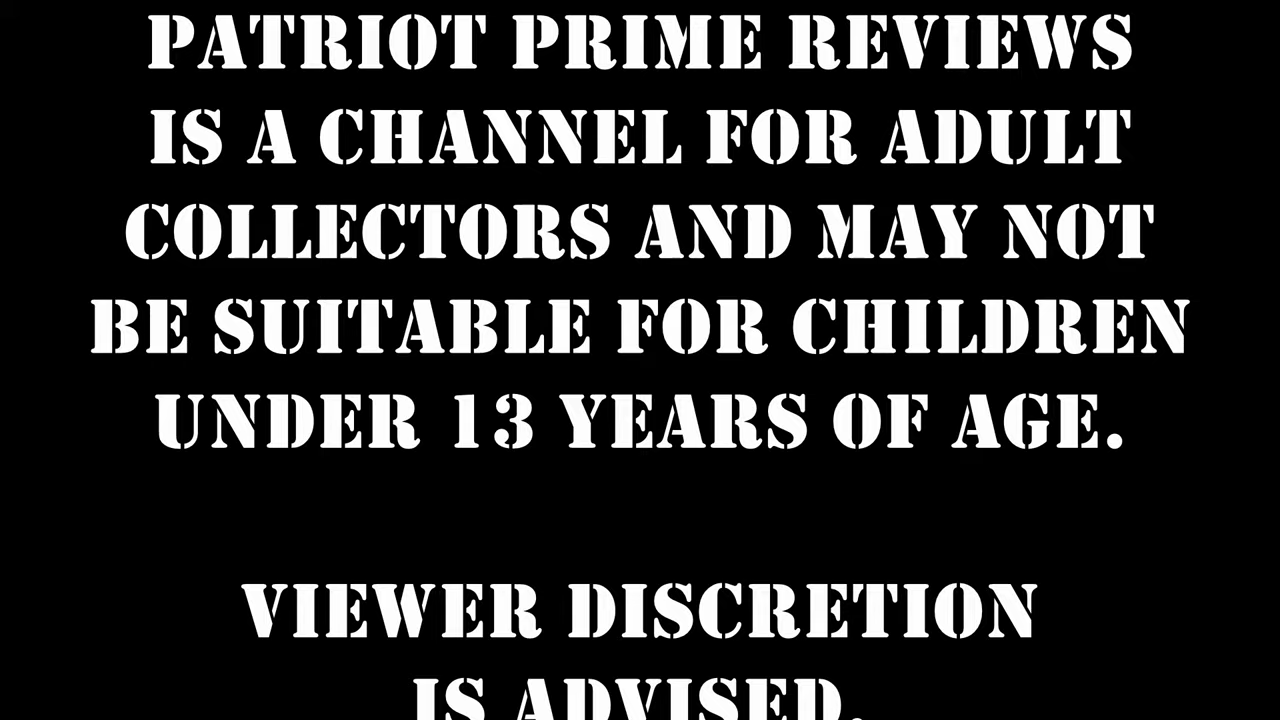 PATRIOT PRIME REVIEWS
IS A CHANNEL FOR ADULT
COLLECTORS AND MAY NOT
BE SUITABLE FOR CHILDREN
UNDER 13 YEARS OF AGE.
VIEWER DISCRETION
IS ADVISED.